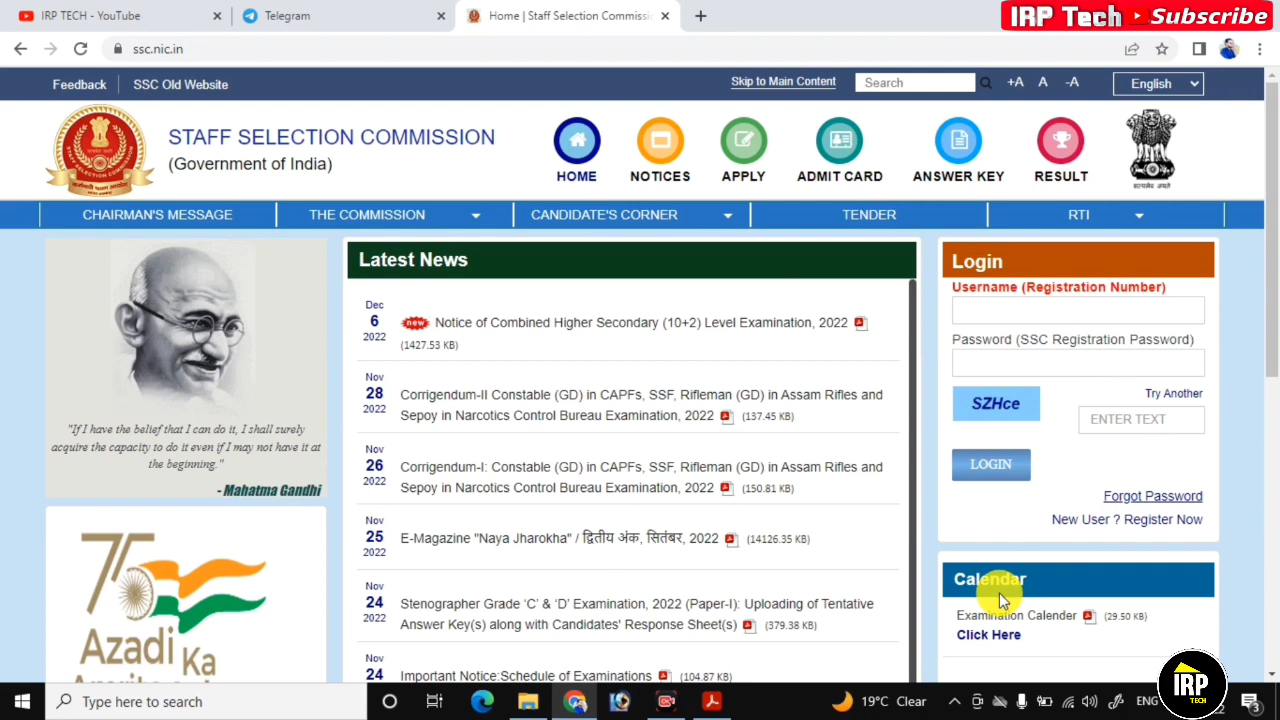 IRP TECH - YouTube
Telegram
Home | Staff Selection Commissio
IRP Tech Subscribe
ssc.nic.in
Feedback
SSC Old Website
Skip to Main Content
Search
+A A -A
English
STAFF SELECTION COMMISSION
(Government of India)
HOME
NOTICES
APPLY
ADMIT CARD
ANSWER KEY
RESULT
CHAIRMAN'S MESSAGE
THE COMMISSION
CANDIDATE'S CORNER
TENDER
RTI
"If I have the belief that I can do it, I shall surely
acquire the capacity to do it even if I may not have it at
the beginning."
- Mahatma Gandhi
75
Azadi Ka
Latest News
Dec
6
2022
new Notice of Combined Higher Secondary (10+2) Level Examination, 2022
(1427.53 KB)
Nov
28
2022
Corrigendum-II Constable (GD) in CAPFs, SSF, Rifleman (GD) in Assam Rifles and
Sepoy in Narcotics Control Bureau Examination, 2022 (137.45 KB)
Nov
26
2022
Corrigendum-I: Constable (GD) in CAPFs, SSF, Rifleman (GD) in Assam Rifles and
Sepoy in Narcotics Control Bureau Examination, 2022 (150.81 KB)
Nov
25
2022
E-Magazine "Naya Jharokha" / द्वितीय अंक, सितंबर, 2022 (14126.35 KB)
Nov
24
2022
Stenographer Grade ‘C’ & ‘D’ Examination, 2022 (Paper-I): Uploading of Tentative
Answer Key(s) along with Candidates' Response Sheet(s) (379.38 KB)
Nov
24
Important Notice:Schedule of Examinations (104.87 KB)
Login
Username (Registration Number)
Password (SSC Registration Password)
SZHce
Try Another
ENTER TEXT
LOGIN
Forgot Password
New User ? Register Now
Calendar
Examination Calender (29.50 KB)
Click Here
Type here to search
19°C Clear
ENG
3
IRP
TECH